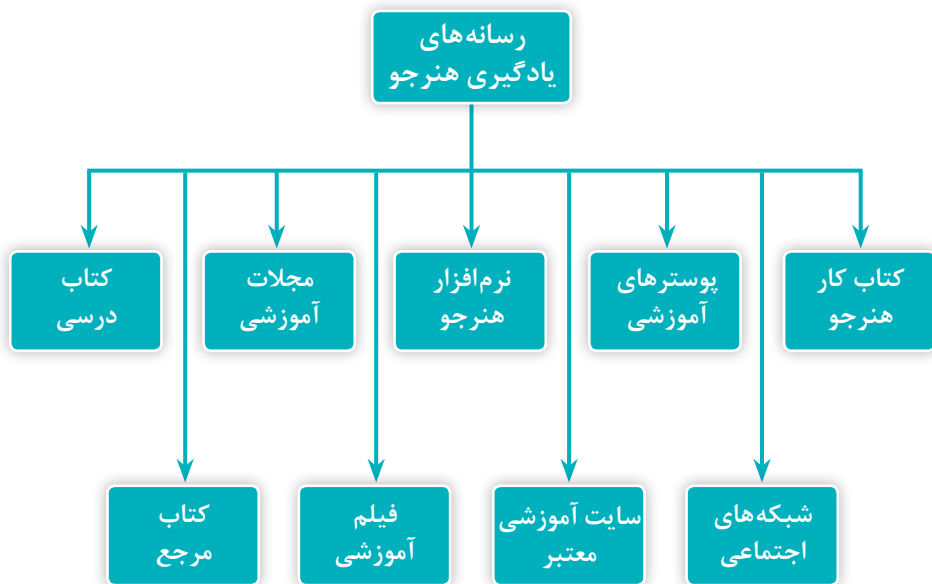 رسانه‌های
یادگیری هنرجو
کتاب کار
هنرجو
پوسترهای
آموزشی
نرم‌افزار
هنرجو
مجلات
آموزشی
کتاب
درسی
شبکه‌های
اجتماعی
سایت آموزشی
معتبر
فیلم
آموزشی
کتاب
مرجع